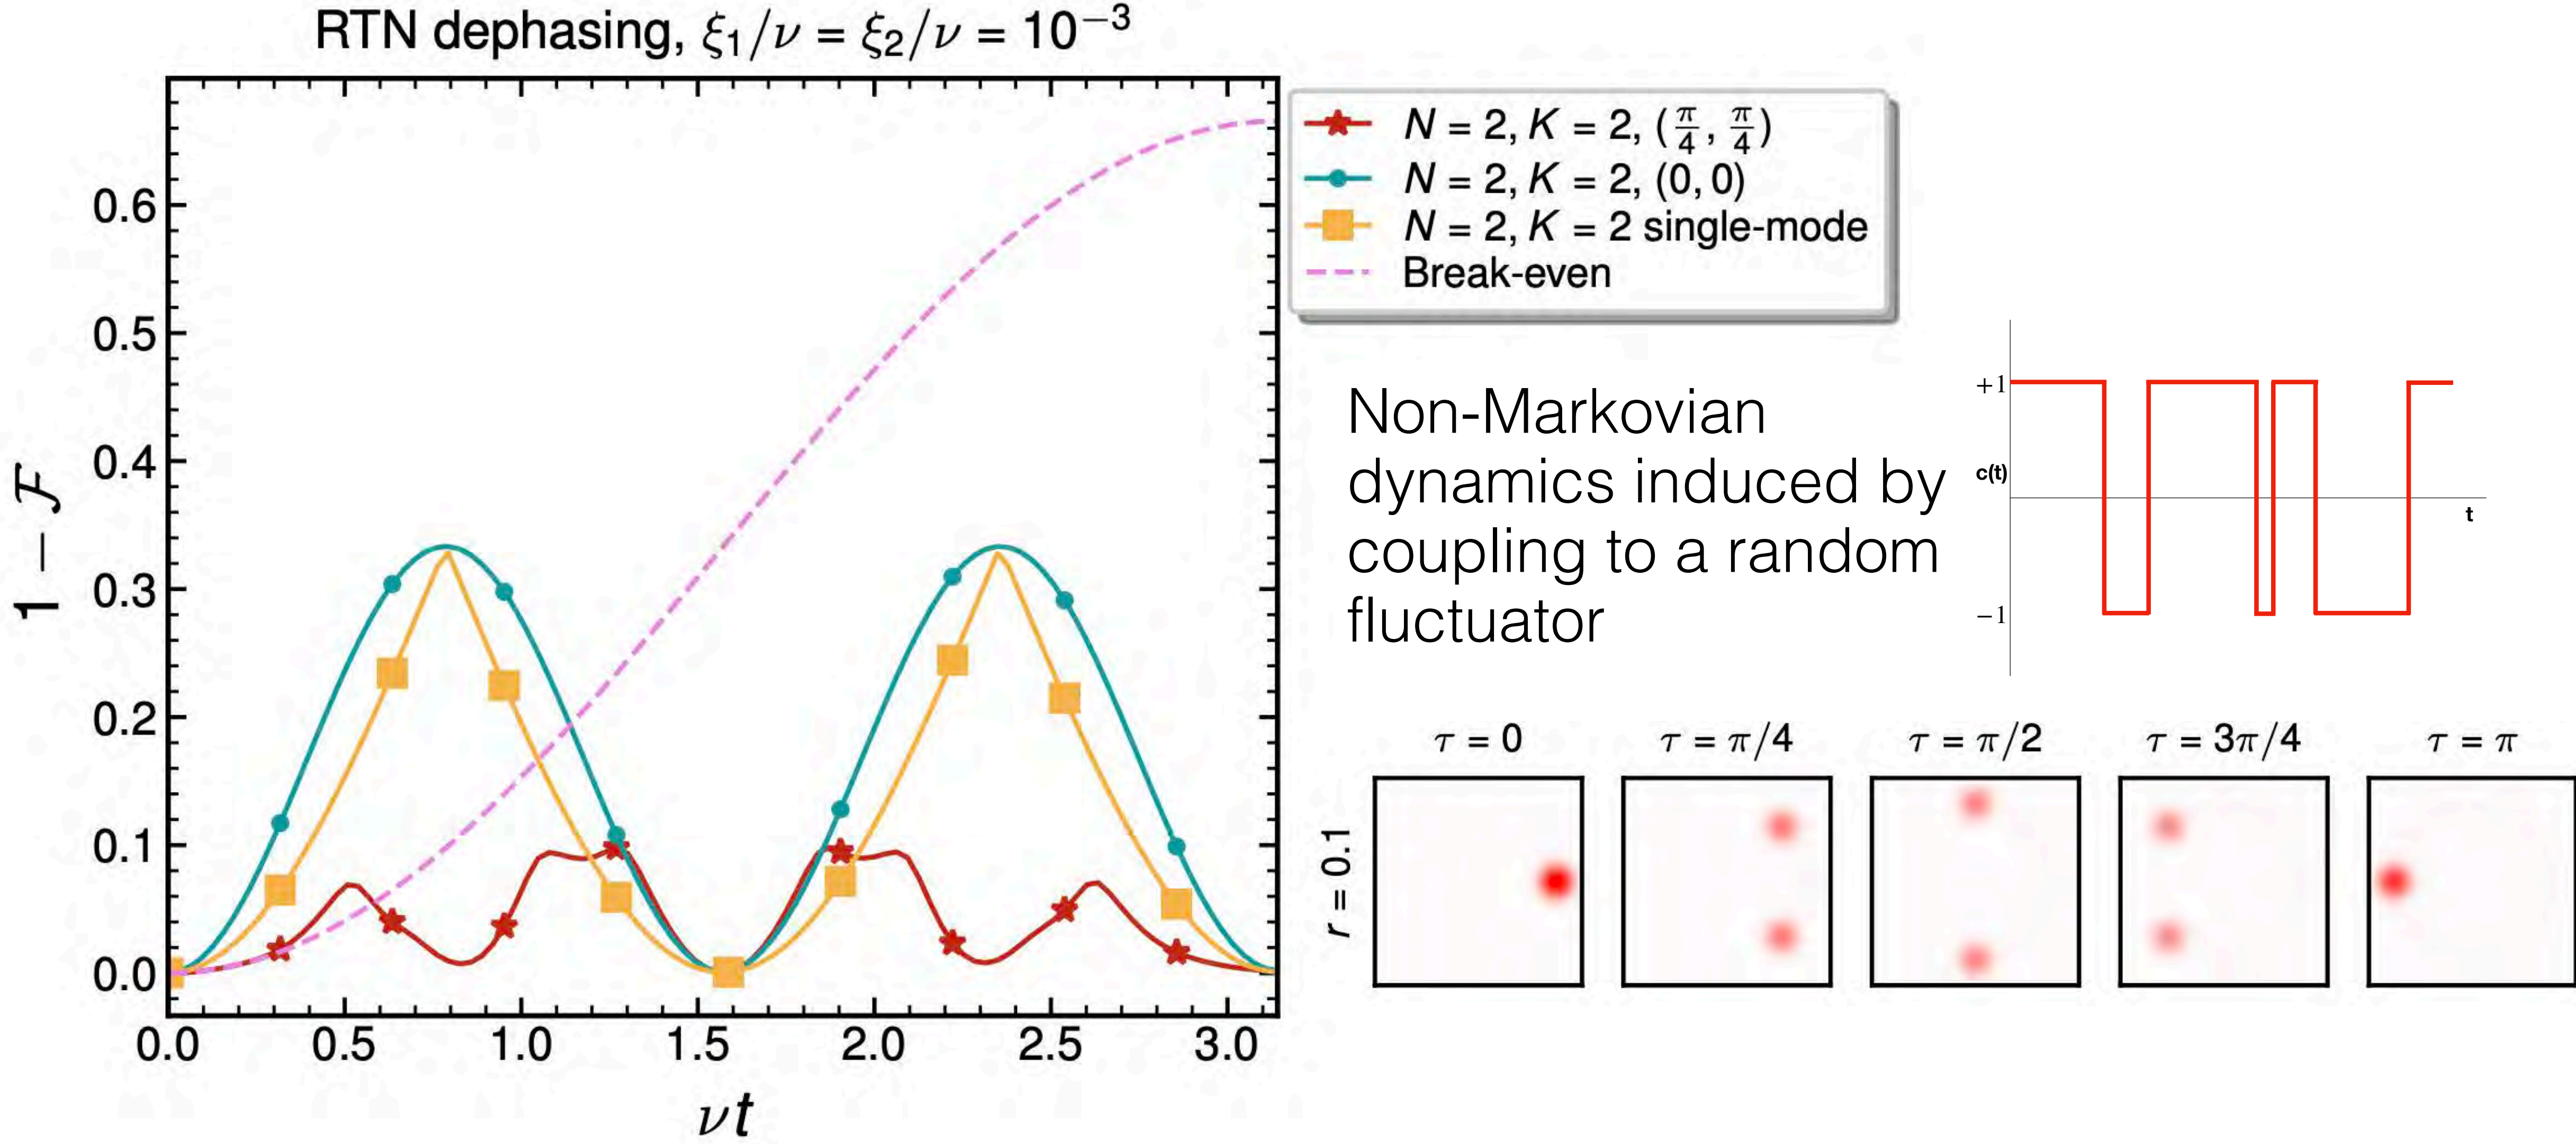 RTN dephasing, ξ₁/ν = ξ₂/ν = 10⁻³
1 − ℱ
0.6
0.5
0.4
0.3
0.2
0.1
0.0
0.0 0.5 1.0 1.5 2.0 2.5 3.0
νt
N = 2, K = 2, (π/4, π/4)
N = 2, K = 2, (0, 0)
N = 2, K = 2 single-mode
Break-even
Non-Markovian
dynamics induced by
coupling to a random
fluctuator
+1
c(t)
t
−1
τ = 0 τ = π/4 τ = π/2 τ = 3π/4 τ = π
r = 0.1